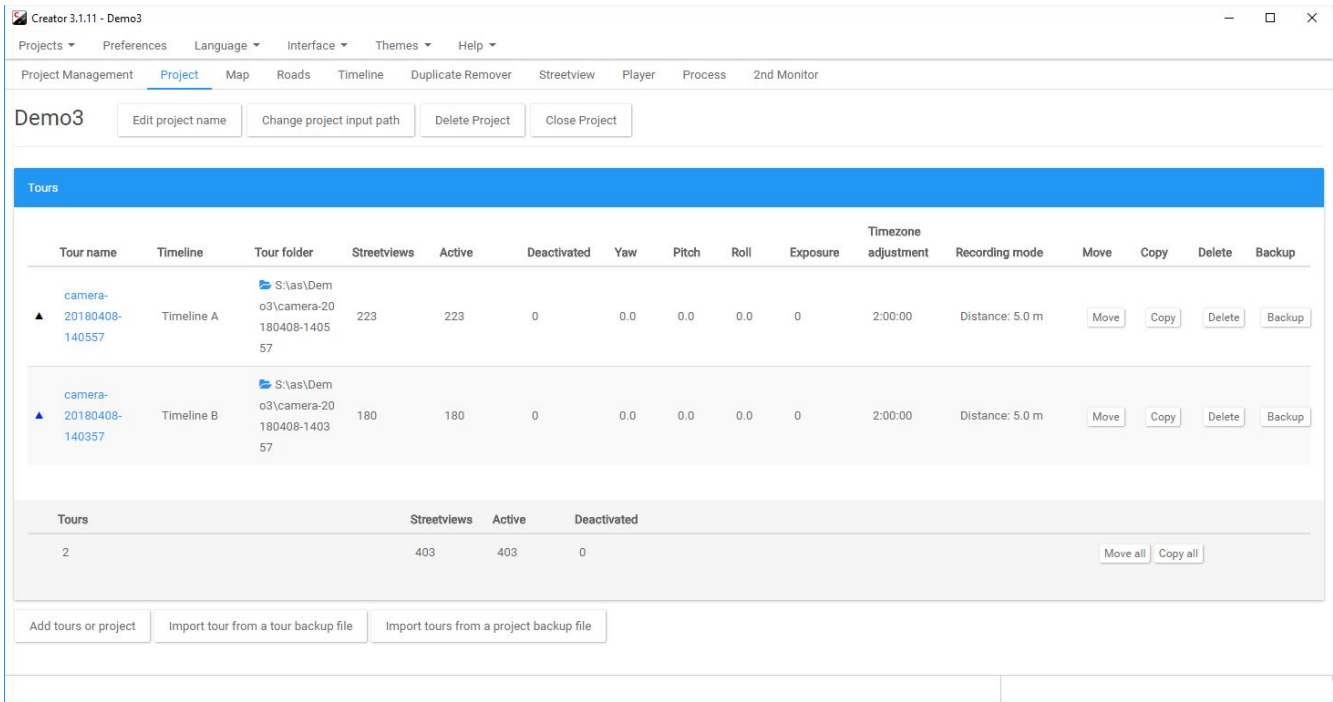 Creator 3.1.11 - Demo3
Projects Preferences Language Interface Themes Help
Project Management Project Map Roads Timeline Duplicate Remover Streetview Player Process 2nd Monitor
Demo3 Edit project name Change project input path Delete Project Close Project
Tours
Timezone
Tour name Timeline Tour folder Streetviews Active Deactivated Yaw Pitch Roll Exposure adjustment Recording mode Move Copy Delete Backup
S:\as\Dem
camera-
o3\camera-20
20180408-
▲ Timeline A 223 223 0 0.0 0.0 0.0 0 2:00:00 Distance: 5.0 m Move Copy Delete Backup
180408-1405
140557
57
S:\as\Dem
camera-
o3\camera-20
20180408-
▲ Timeline B 180 180 0 0.0 0.0 0.0 0 2:00:00 Distance: 5.0 m Move Copy Delete Backup
180408-1403
140357
57
Tours Streetviews Active Deactivated
2 403 403 0 Move all Copy all
Add tours or project Import tour from a tour backup file Import tours from a project backup file